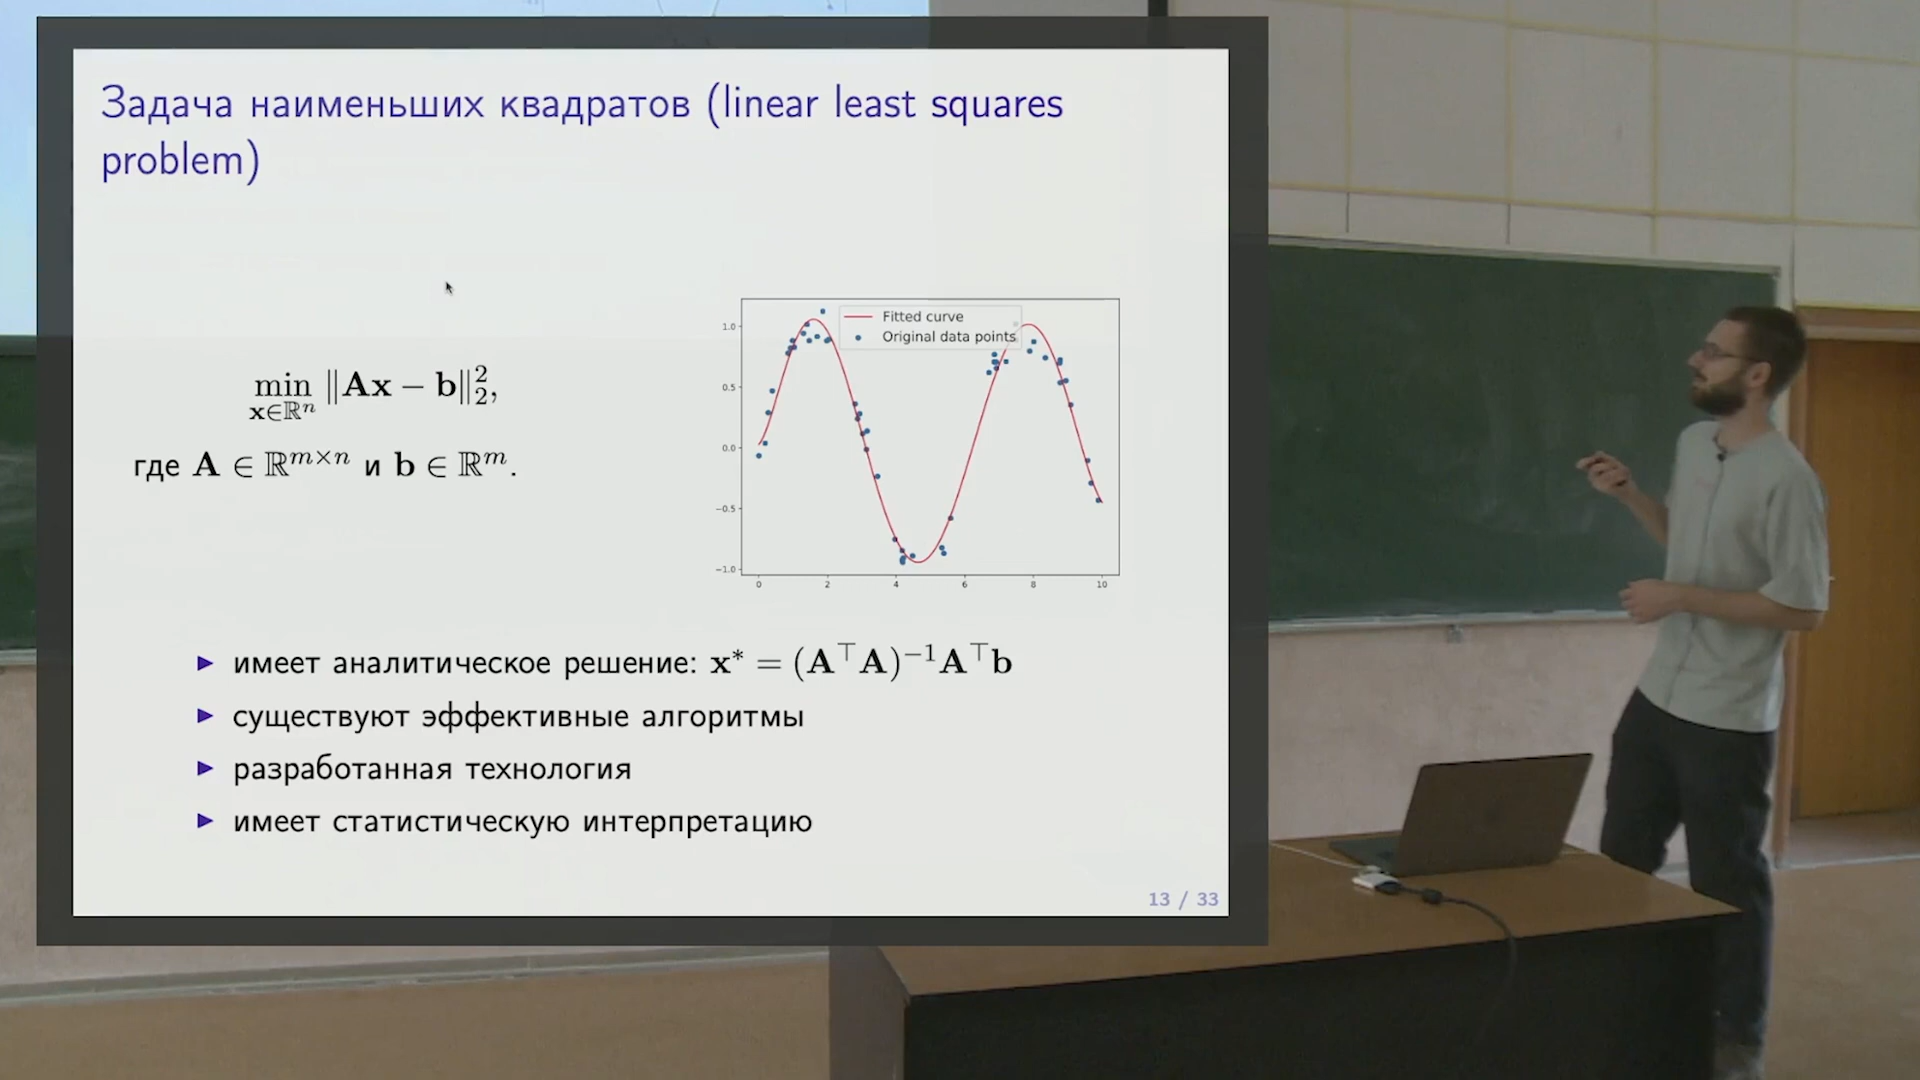 Задача наименьших квадратов (linear least squares
problem)
min ‖Ax − b‖₂²,
x∈ℝⁿ
где A ∈ ℝᵐˣⁿ и b ∈ ℝᵐ.
Fitted curve
Original data points
1.0
0.5
0.0
−0.5
−1.0
0 2 4 6 8 10
► имеет аналитическое решение: x* = (A⊤A)⁻¹A⊤b
► существуют эффективные алгоритмы
► разработанная технология
► имеет статистическую интерпретацию
13 / 33